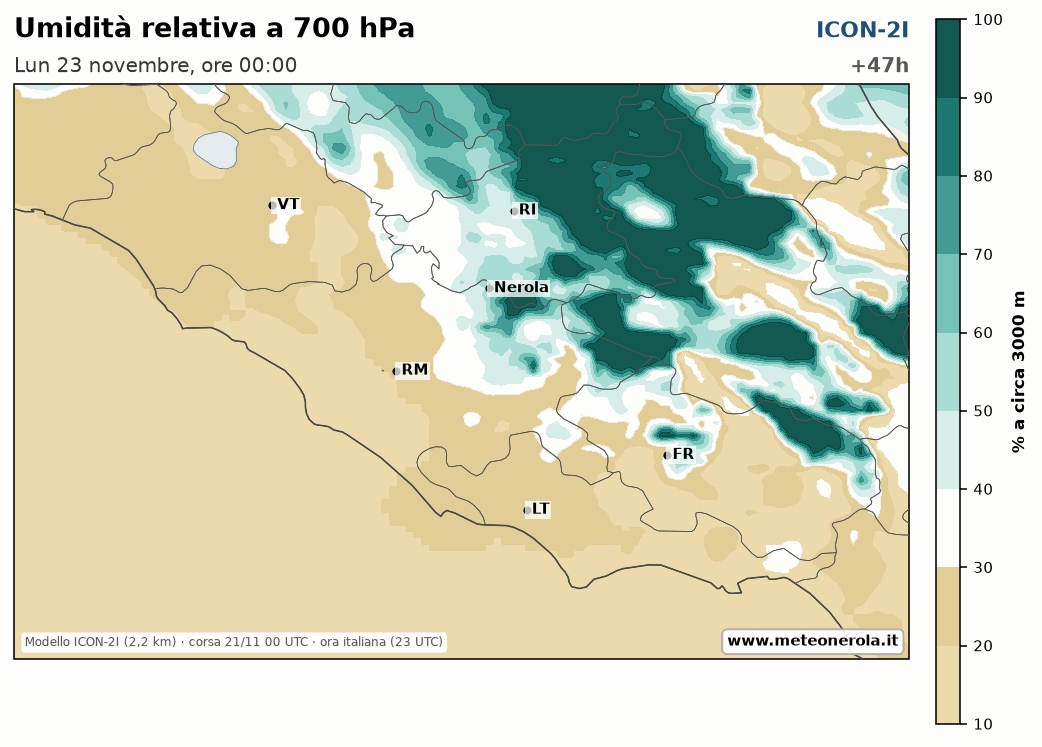 Umidità relativa a 700 hPa
ICON-2I
Lun 23 novembre, ore 00:00
+47h
100
90
80
70
60
50
40
30
20
10
% a circa 3000 m
VT
RI
Nerola
RM
FR
LT
Modello ICON-2I (2,2 km) · corsa 21/11 00 UTC · ora italiana (23 UTC)
www.meteonerola.it